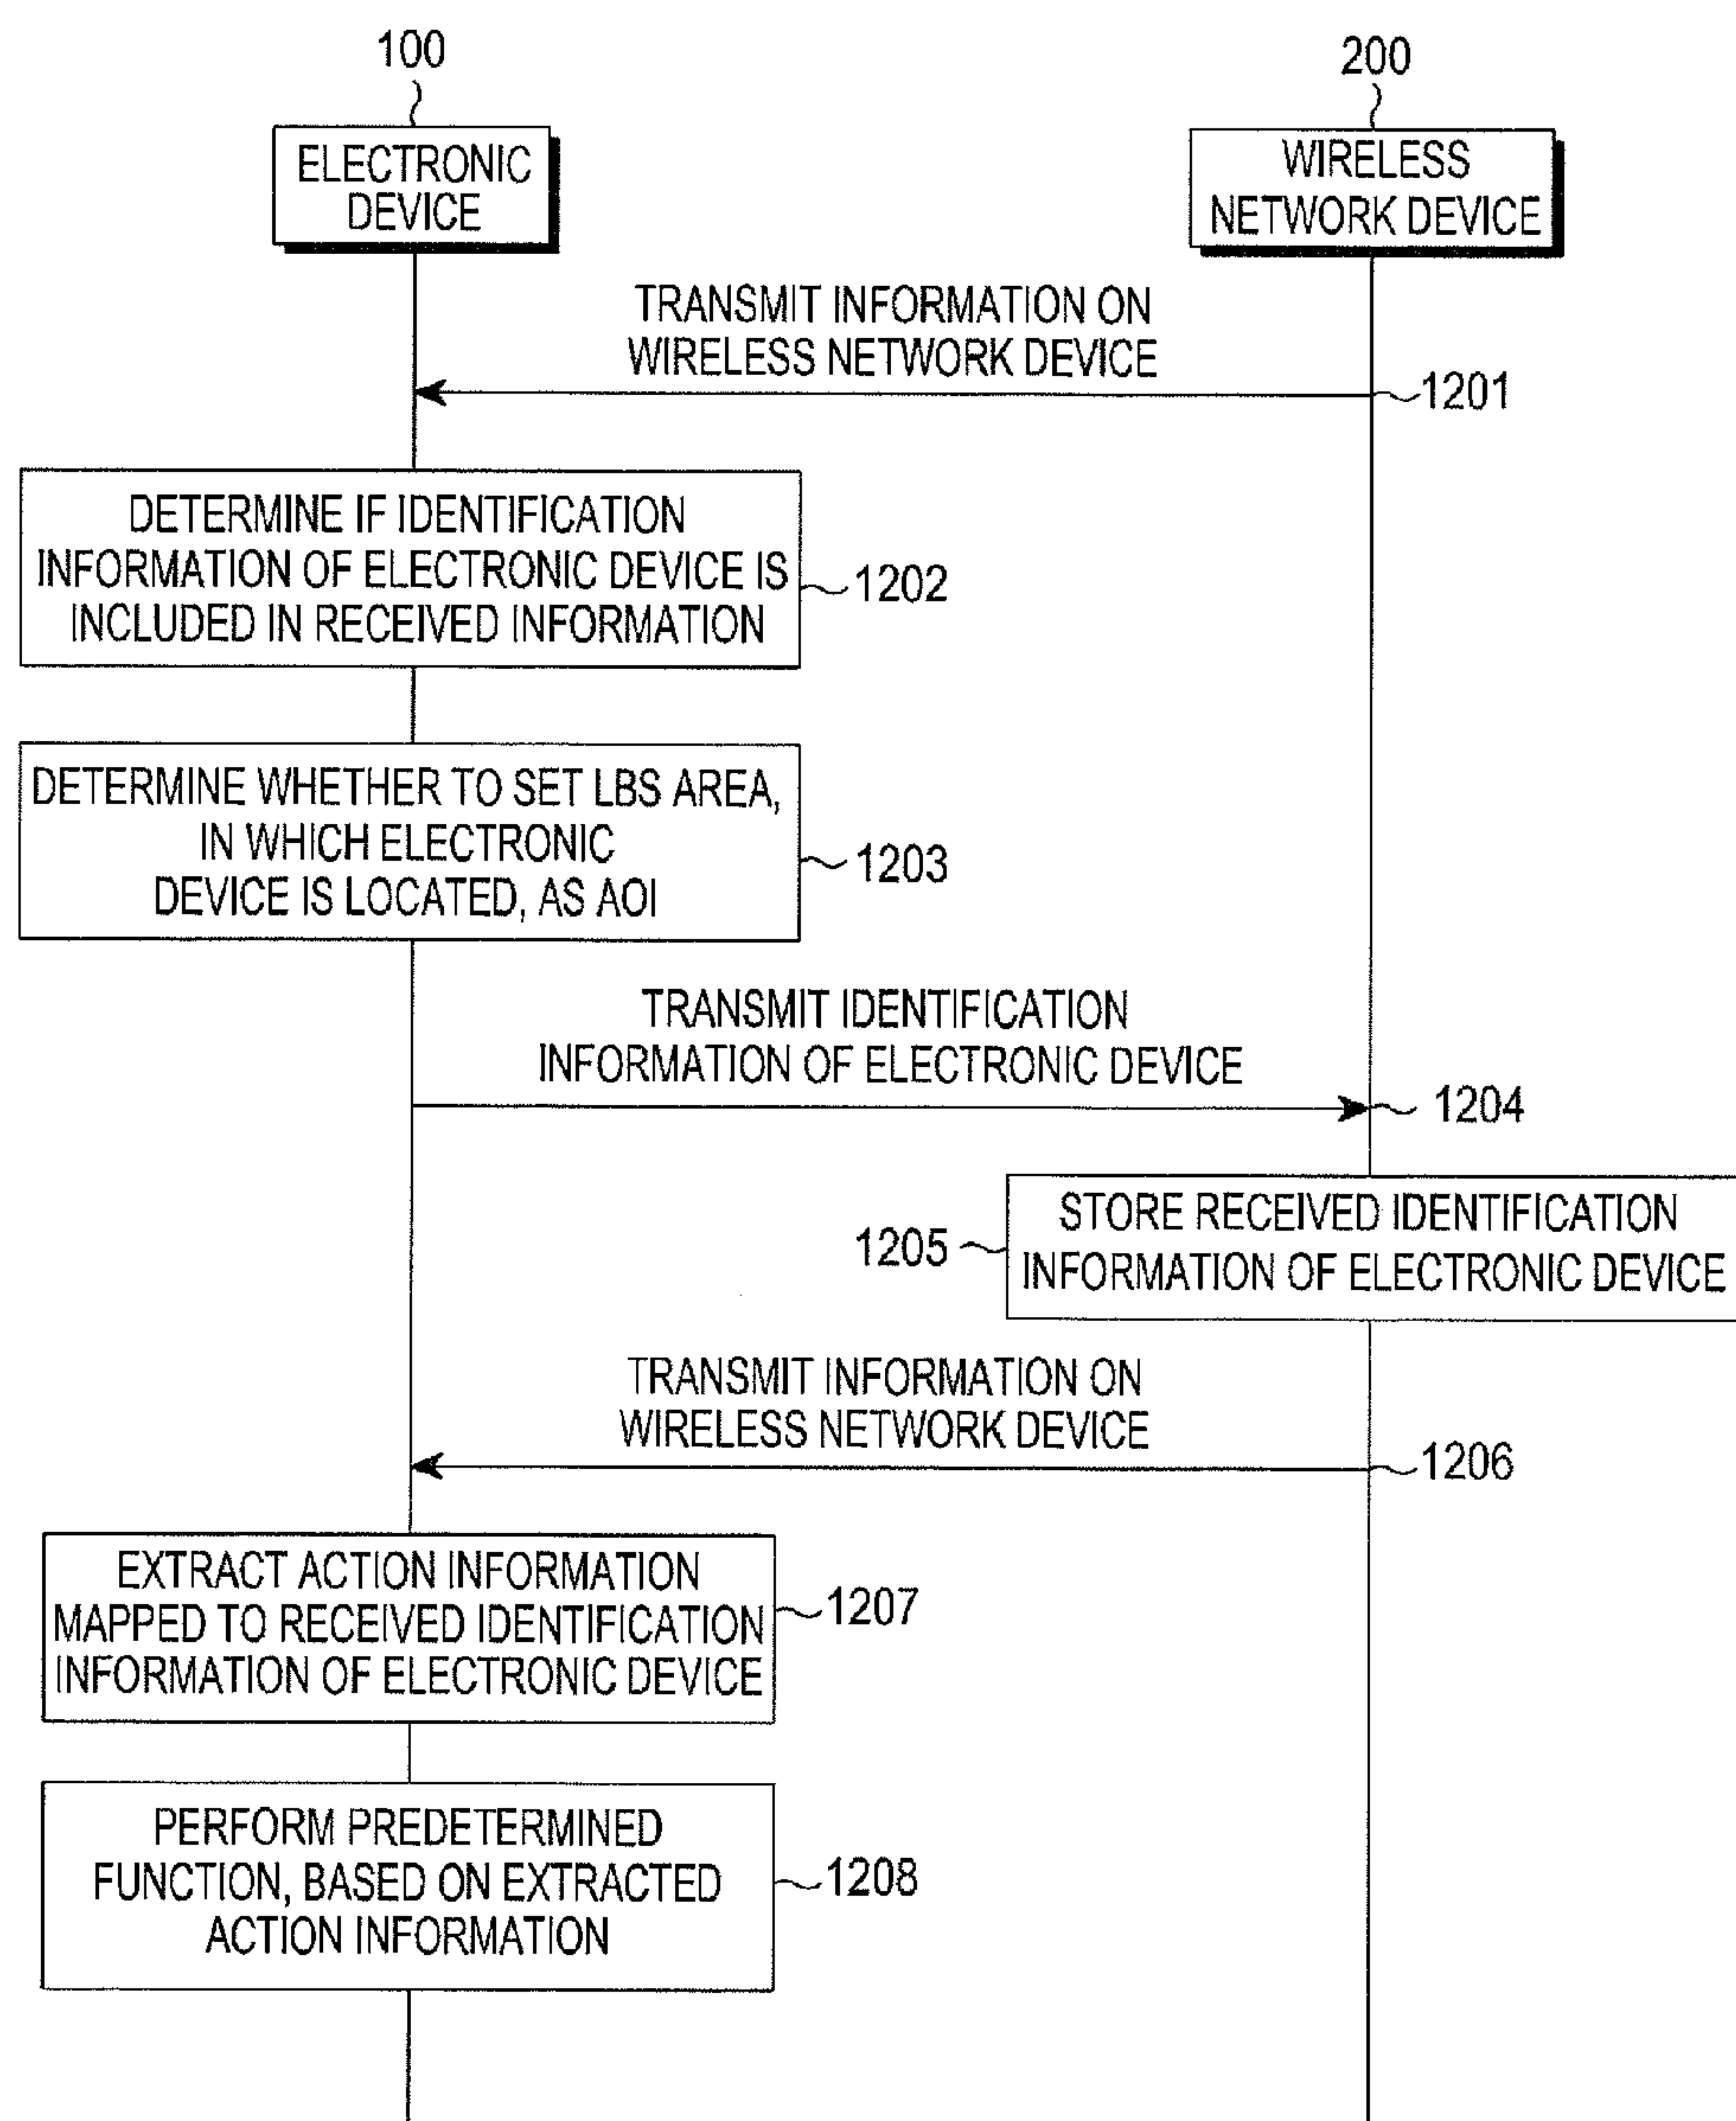 100
200
ELECTRONIC
DEVICE
WIRELESS
NETWORK DEVICE
TRANSMIT INFORMATION ON
WIRELESS NETWORK DEVICE
1201
DETERMINE IF IDENTIFICATION
INFORMATION OF ELECTRONIC DEVICE IS
INCLUDED IN RECEIVED INFORMATION
1202
DETERMINE WHETHER TO SET LBS AREA,
IN WHICH ELECTRONIC
DEVICE IS LOCATED, AS AOI
1203
TRANSMIT IDENTIFICATION
INFORMATION OF ELECTRONIC DEVICE
1204
STORE RECEIVED IDENTIFICATION
INFORMATION OF ELECTRONIC DEVICE
1205
TRANSMIT INFORMATION ON
WIRELESS NETWORK DEVICE
1206
EXTRACT ACTION INFORMATION
MAPPED TO RECEIVED IDENTIFICATION
INFORMATION OF ELECTRONIC DEVICE
1207
PERFORM PREDETERMINED
FUNCTION, BASED ON EXTRACTED
ACTION INFORMATION
1208